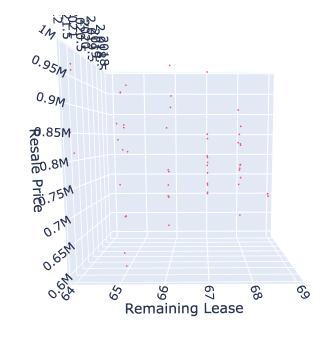 2018
1M
0.95M
0.9M
0.85M
0.8M
0.75M
0.7M
0.65M
0.6M
Resale Price
64
65
66
67
68
69
Remaining Lease